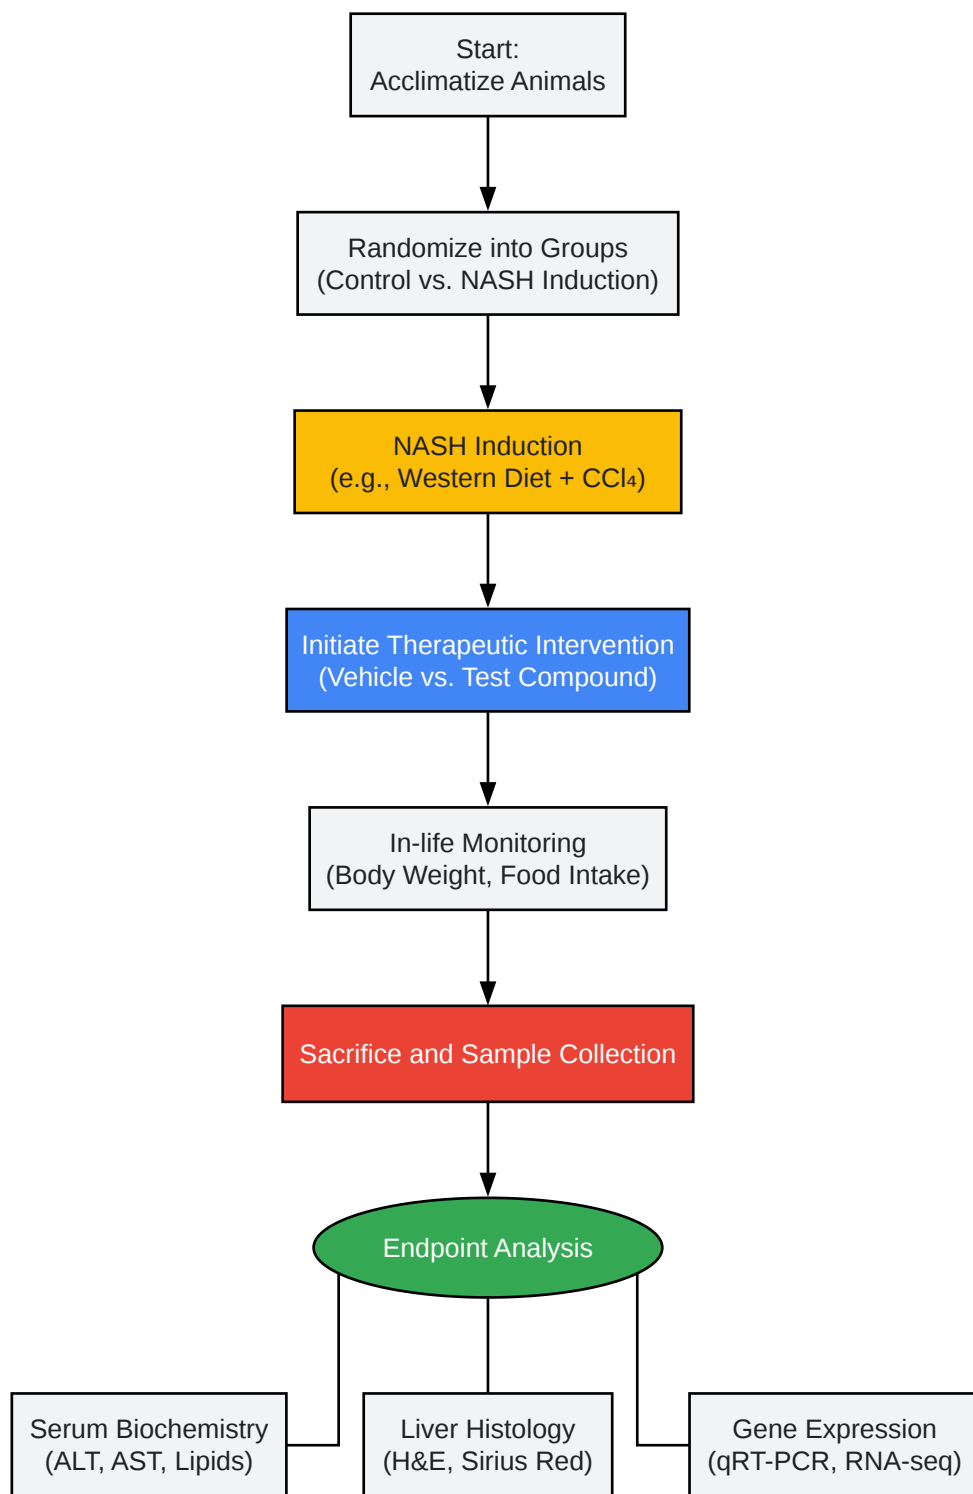 Start:
Acclimatize Animals
Randomize into Groups
(Control vs. NASH Induction)
NASH Induction
(e.g., Western Diet + CCl₄)
Initiate Therapeutic Intervention
(Vehicle vs. Test Compound)
In-life Monitoring
(Body Weight, Food Intake)
Sacrifice and Sample Collection
Endpoint Analysis
Serum Biochemistry
(ALT, AST, Lipids)
Liver Histology
(H&E, Sirius Red)
Gene Expression
(qRT-PCR, RNA-seq)